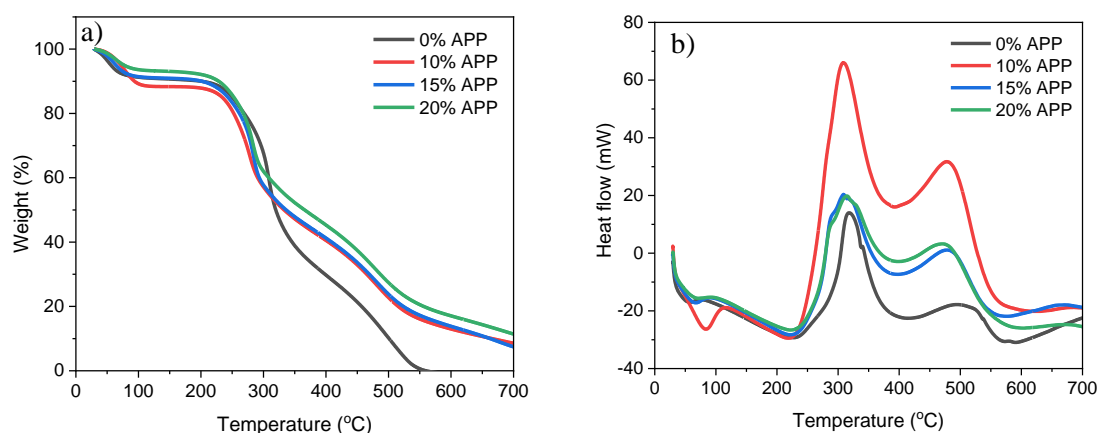 a)
0% APP
10% APP
15% APP
20% APP
Weight (%)
100
80
60
40
20
0
0 100 200 300 400 500 600 700
Temperature (°C)
b)
0% APP
10% APP
15% APP
20% APP
Heat flow (mW)
80
60
40
20
0
-20
-40
0 100 200 300 400 500 600 700
Temperature (°C)